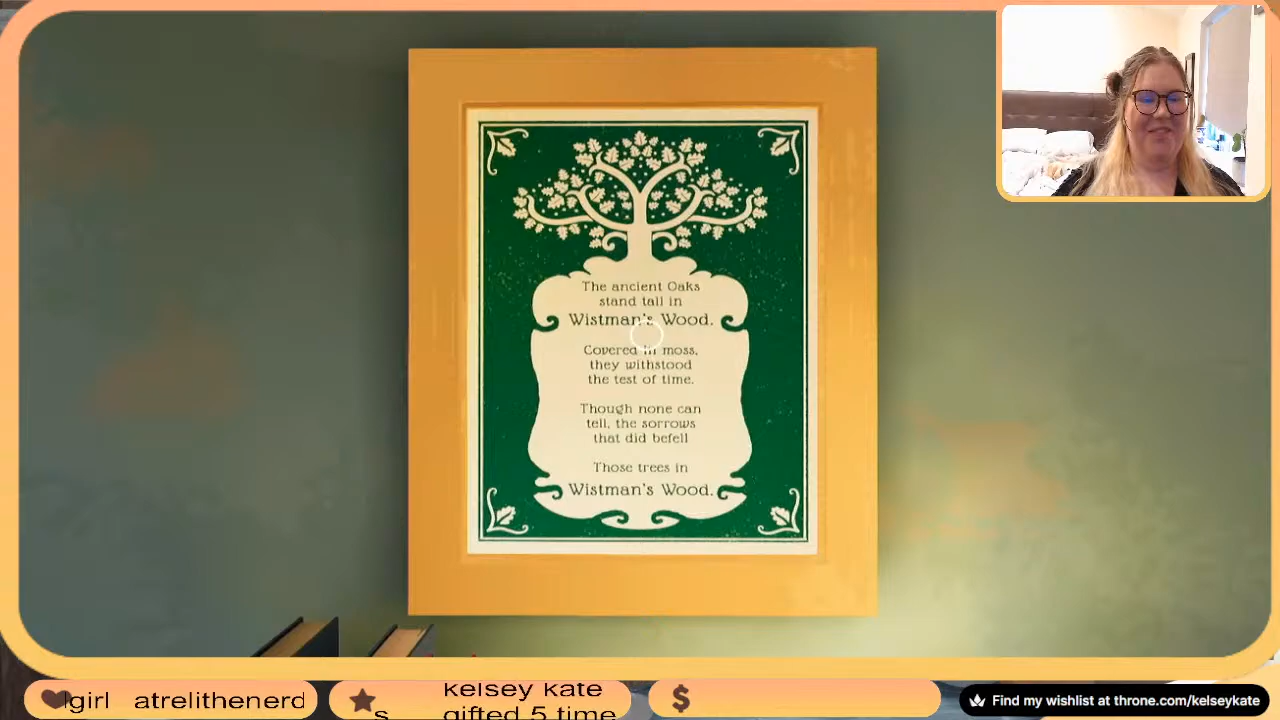 The ancient Oaks
stand tall in
Wistman's Wood.
Covered in moss,
they withstood
the test of time.
Though none can
tell, the sorrows
that did befell
Those trees in
Wistman's Wood.
lgirl atrelithenerd
kelsey kate
s gifted 5 time
$
Find my wishlist at throne.com/kelseykate